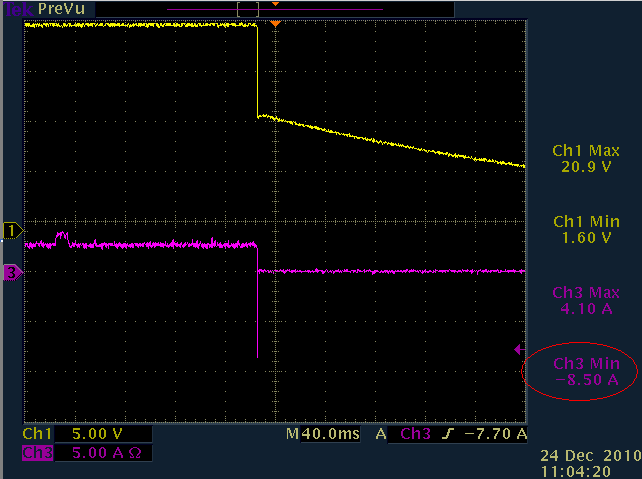 Tek PreVu
1
3
Ch1 Max
20.9 V
Ch1 Min
1.60 V
Ch3 Max
4.10 A
Ch3 Min
−8.50 A
Ch1 5.00 V M 40.0ms A Ch3 ʃ −7.70 A
Ch3 5.00 A Ω
24 Dec 2010
11:04:20